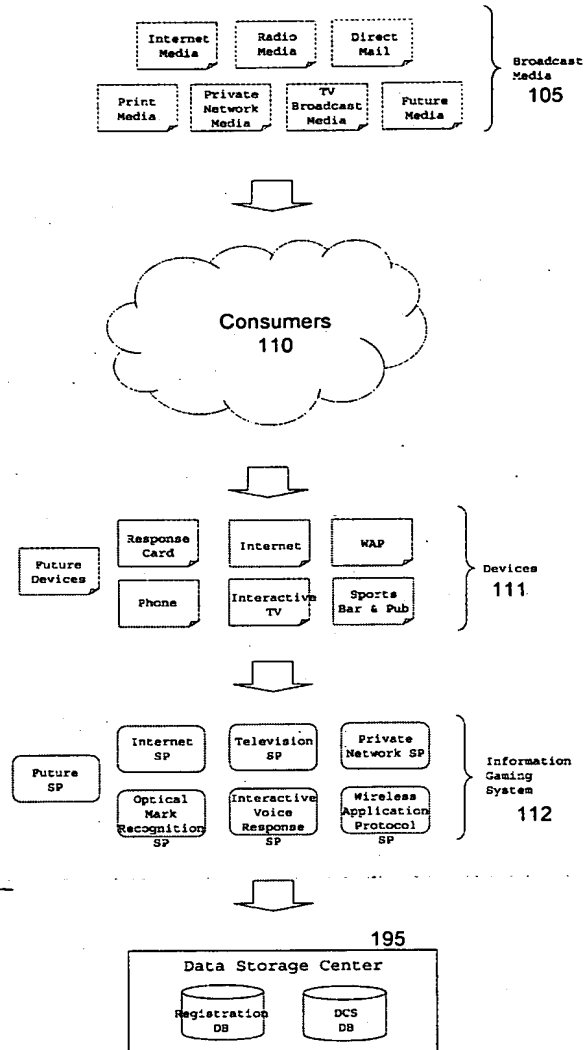 Internet
Media
Radio
Media
Direct
Mail
Broadcast
Media
105
Print
Media
Private
Network
Media
TV
Broadcast
Media
Future
Media
Consumers
110
Future
Devices
Response
Card
Internet
WAP
Phone
Interactive
TV
Sports
Bar & Pub
Devices
111
Future
SP
Internet
SP
Television
SP
Private
Network SP
Optical
Mark
Recognition
SP
Interactive
Voice
Response
SP
Wireless
Application
Protocol
SP
Information
Gaming
System
112
195
Data Storage Center
Registration
DB
DCS
DB